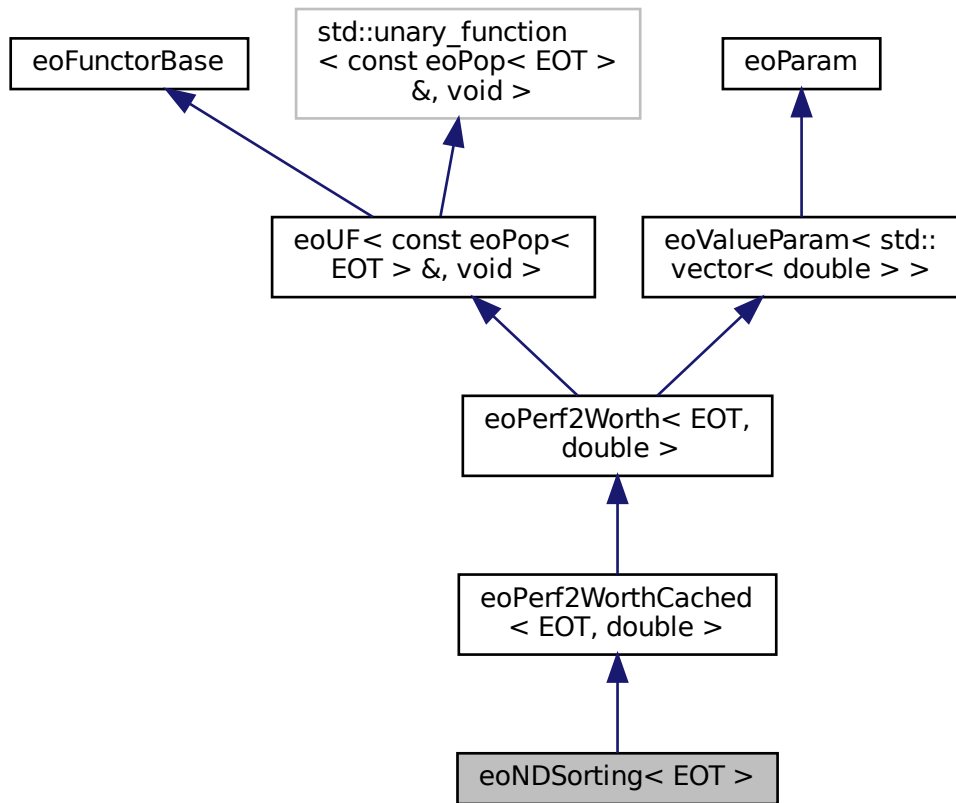 eoFunctorBase
std::unary_function
< const eoPop< EOT >
&, void >
eoParam
eoUF< const eoPop<
EOT > &, void >
eoValueParam< std::
vector< double > >
eoPerf2Worth< EOT,
double >
eoPerf2WorthCached
< EOT, double >
eoNDSorting< EOT >